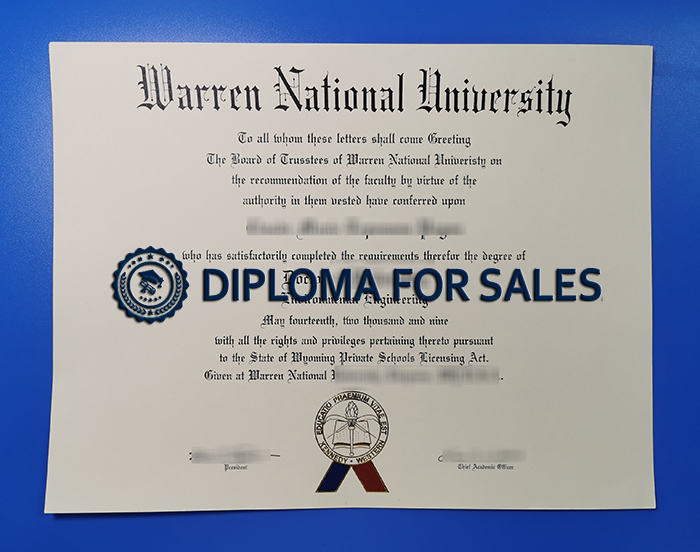 Warren National University
To all whom these letters shall come Greeting
The Board of Trusstees of Warren National Univeristy on
the recommendation of the faculty by virtue of the
authority in them vested have conferred upon
who has satisfactorily completed the requirements therefor the degree of
DIPLOMA FOR SALES
Environmental Engineering
May fourteenth, two thousand and nine
with all the rights and privileges pertaining thereto pursuant
to the State of Wyoming Private Schools Licensing Act.
Given at Warren National
EDUCATIO PRAEMIUM VITAE EST
KENNEDY - WESTERN
President
Chief Academic Officer